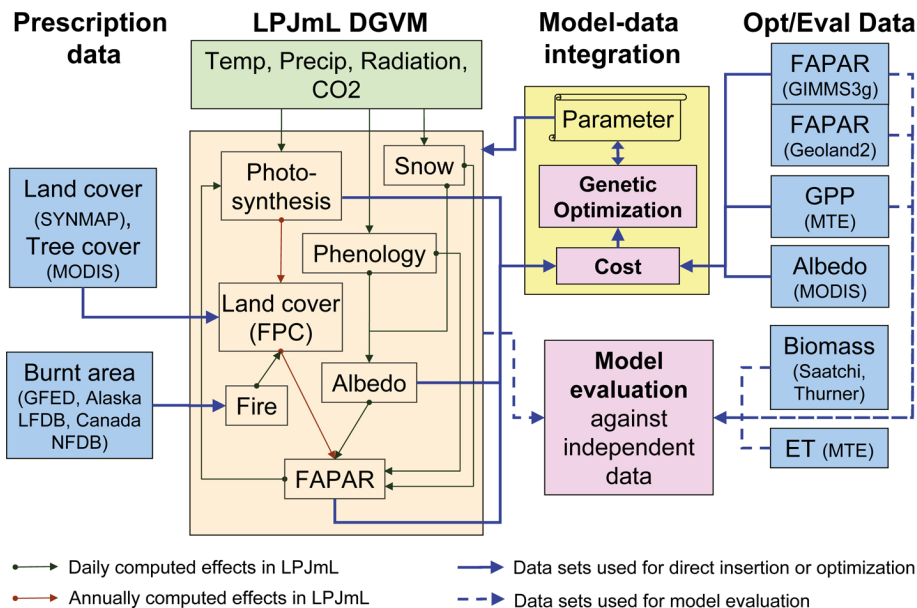 Prescription
data
LPJmL DGVM
Model-data
integration
Opt/Eval Data
Temp, Precip, Radiation,
CO2
Photo-
synthesis
Snow
Phenology
Land cover
(FPC)
Albedo
Fire
FAPAR
Land cover
(SYNMAP),
Tree cover
(MODIS)
Burnt area
(GFED, Alaska
LFDB, Canada
NFDB)
Parameter
Genetic
Optimization
Cost
Model
evaluation
against
independent
data
FAPAR
(GIMMS3g)
FAPAR
(Geoland2)
GPP
(MTE)
Albedo
(MODIS)
Biomass
(Saatchi,
Thurner)
ET (MTE)
Daily computed effects in LPJmL
Annually computed effects in LPJmL
Data sets used for direct insertion or optimization
Data sets used for model evaluation